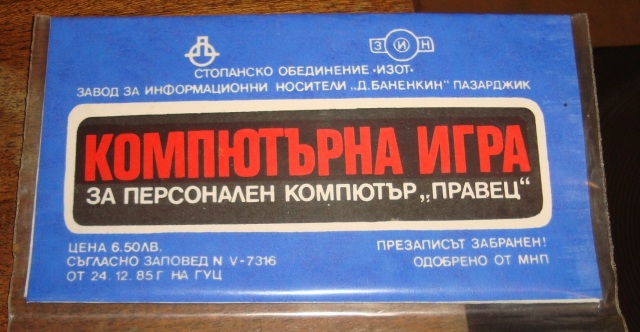 ЗИН
СТОПАНСКО ОБЕДИНЕНИЕ „ИЗОТ“
ЗАВОД ЗА ИНФОРМАЦИОННИ НОСИТЕЛИ „Д.БАНЕНКИН" ПАЗАРДЖИК
КОМПЮТЪРНА ИГРА
ЗА ПЕРСОНАЛЕН КОМПЮТЪР „ПРАВЕЦ"
ЦЕНА 6.50ЛВ.
СЪГЛАСНО ЗАПОВЕД N V-7316
ОТ 24.12.85Г НА ГУЦ
ПРЕЗАПИСЪТ ЗАБРАНЕН!
ОДОБРЕНО ОТ МНП